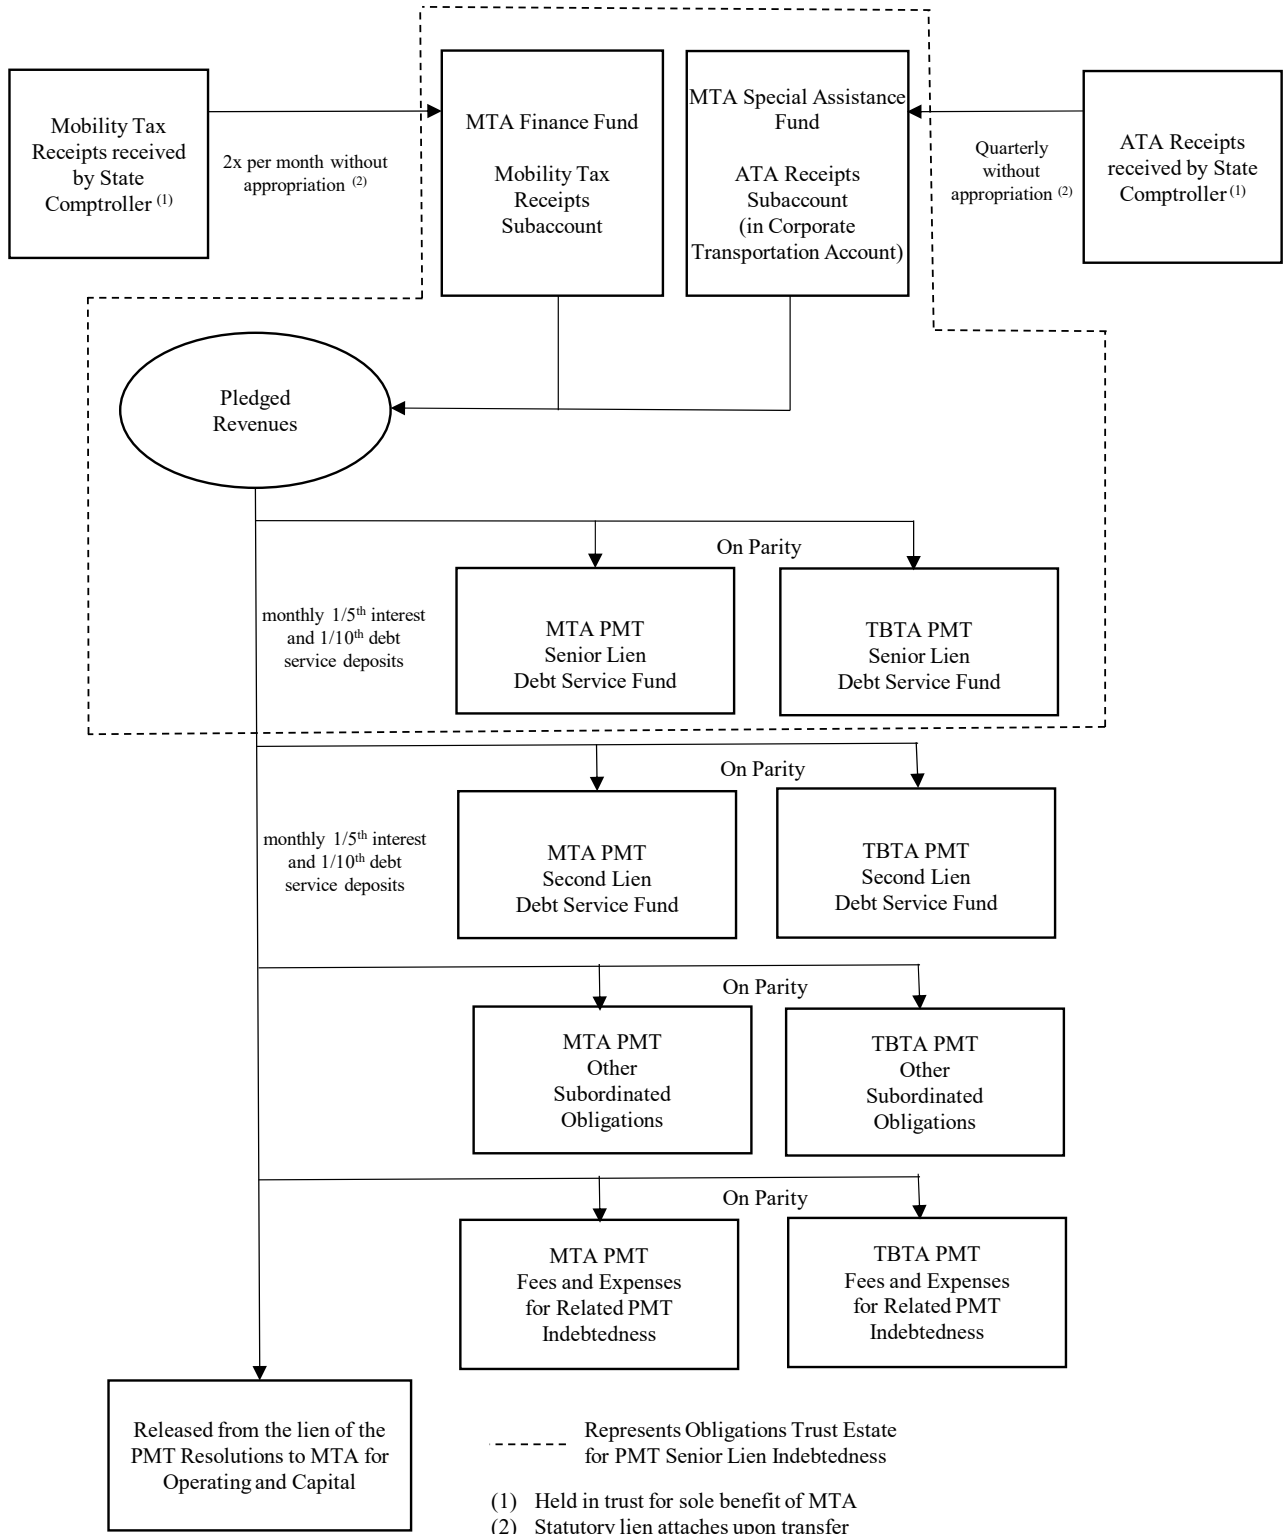 Mobility Tax
Receipts received
by State
Comptroller (1)
2x per month without
appropriation (2)
MTA Finance Fund
Mobility Tax
Receipts
Subaccount
MTA Special Assistance
Fund
ATA Receipts
Subaccount
(in Corporate
Transportation Account)
Quarterly
without
appropriation (2)
ATA Receipts
received by State
Comptroller (1)
Pledged
Revenues
On Parity
monthly 1/5th interest
and 1/10th debt
service deposits
MTA PMT
Senior Lien
Debt Service Fund
TBTA PMT
Senior Lien
Debt Service Fund
On Parity
monthly 1/5th interest
and 1/10th debt
service deposits
MTA PMT
Second Lien
Debt Service Fund
TBTA PMT
Second Lien
Debt Service Fund
On Parity
MTA PMT
Other
Subordinated
Obligations
TBTA PMT
Other
Subordinated
Obligations
On Parity
MTA PMT
Fees and Expenses
for Related PMT
Indebtedness
TBTA PMT
Fees and Expenses
for Related PMT
Indebtedness
Released from the lien of the
PMT Resolutions to MTA for
Operating and Capital
Represents Obligations Trust Estate
for PMT Senior Lien Indebtedness
(1) Held in trust for sole benefit of MTA
(2) Statutory lien attaches upon transfer